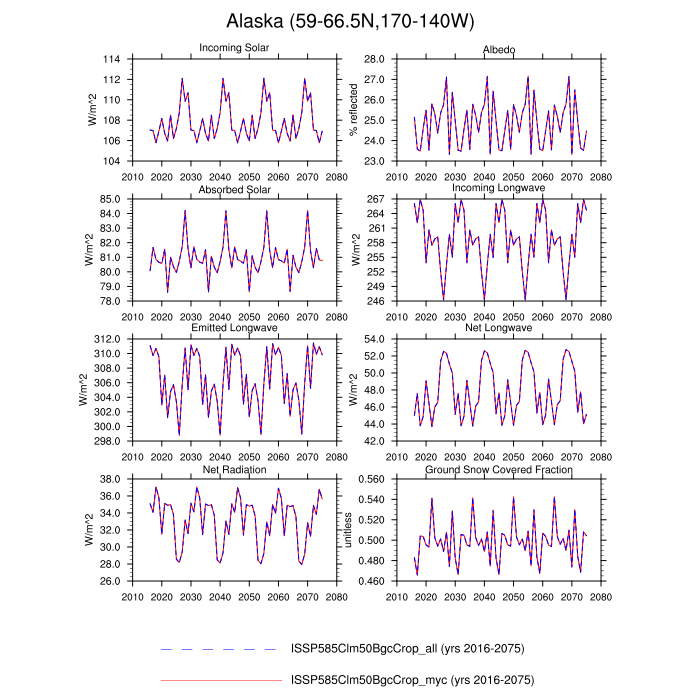 Alaska (59-66.5N,170-140W)
Incoming Solar
Albedo
114
112
110
108
106
104
W/m^2
2010 2020 2030 2040 2050 2060 2070 2080
28.0
27.0
26.0
25.0
24.0
23.0
% reflected
2010 2020 2030 2040 2050 2060 2070 2080
Absorbed Solar
Incoming Longwave
85.0
84.0
83.0
82.0
81.0
80.0
79.0
78.0
W/m^2
2010 2020 2030 2040 2050 2060 2070 2080
267
264
261
258
255
252
249
246
W/m^2
2010 2020 2030 2040 2050 2060 2070 2080
Emitted Longwave
Net Longwave
312.0
310.0
308.0
306.0
304.0
302.0
300.0
298.0
W/m^2
2010 2020 2030 2040 2050 2060 2070 2080
54.0
52.0
50.0
48.0
46.0
44.0
42.0
W/m^2
2010 2020 2030 2040 2050 2060 2070 2080
Net Radiation
Ground Snow Covered Fraction
38.0
36.0
34.0
32.0
30.0
28.0
26.0
W/m^2
2010 2020 2030 2040 2050 2060 2070 2080
0.560
0.540
0.520
0.500
0.480
0.460
unitless
2010 2020 2030 2040 2050 2060 2070 2080
ISSP585Clm50BgcCrop_all (yrs 2016-2075)
ISSP585Clm50BgcCrop_myc (yrs 2016-2075)